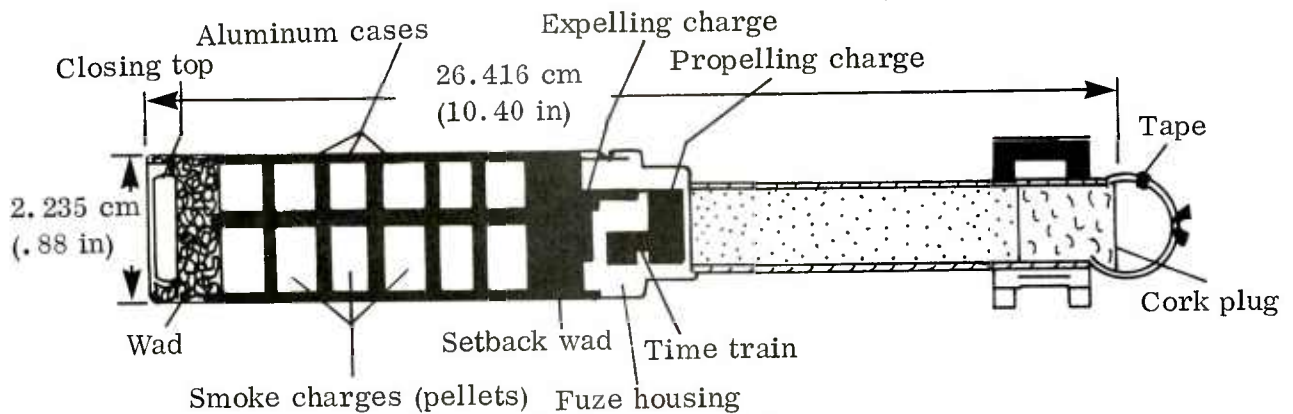 Expelling charge
Aluminum cases
Propelling charge
Closing top
26.416 cm
(10.40 in)
Tape
2.235 cm
(.88 in)
Cork plug
Wad
Setback wad
Time train
Smoke charges (pellets)
Fuze housing